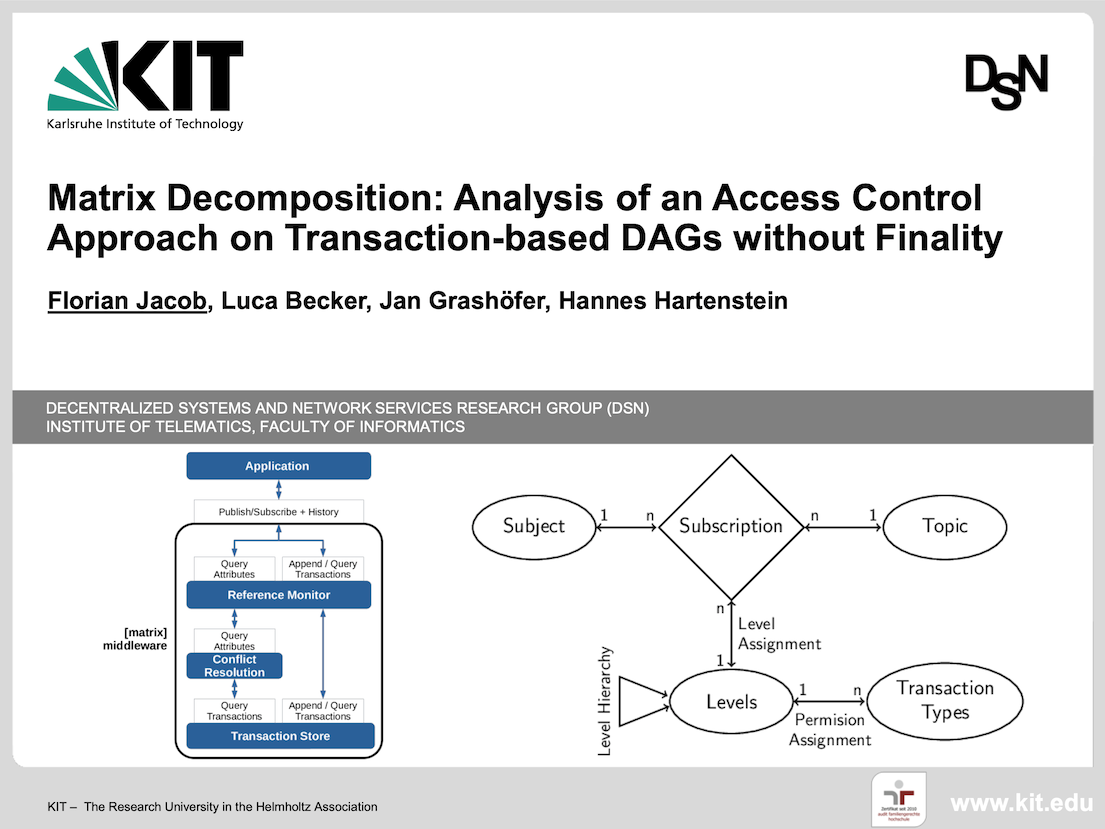 KIT
Karlsruhe Institute of Technology
DSN
Matrix Decomposition: Analysis of an Access Control
Approach on Transaction-based DAGs without Finality
Florian Jacob, Luca Becker, Jan Grashöfer, Hannes Hartenstein
DECENTRALIZED SYSTEMS AND NETWORK SERVICES RESEARCH GROUP (DSN)
INSTITUTE OF TELEMATICS, FACULTY OF INFORMATICS
Application
Publish/Subscribe + History
Query
Attributes
Append / Query
Transactions
Reference Monitor
[matrix]
middleware
Query
Attributes
Conflict
Resolution
Query
Transactions
Append / Query
Transactions
Transaction Store
Subject
1
n
Subscription
n
1
Topic
n
Level
Assignment
1
Level Hierarchy
Levels
1
n
Permision
Assignment
Transaction
Types
KIT – The Research University in the Helmholtz Association
Zertifikat seit 2010
audit familiengerechte
hochschule
www.kit.edu